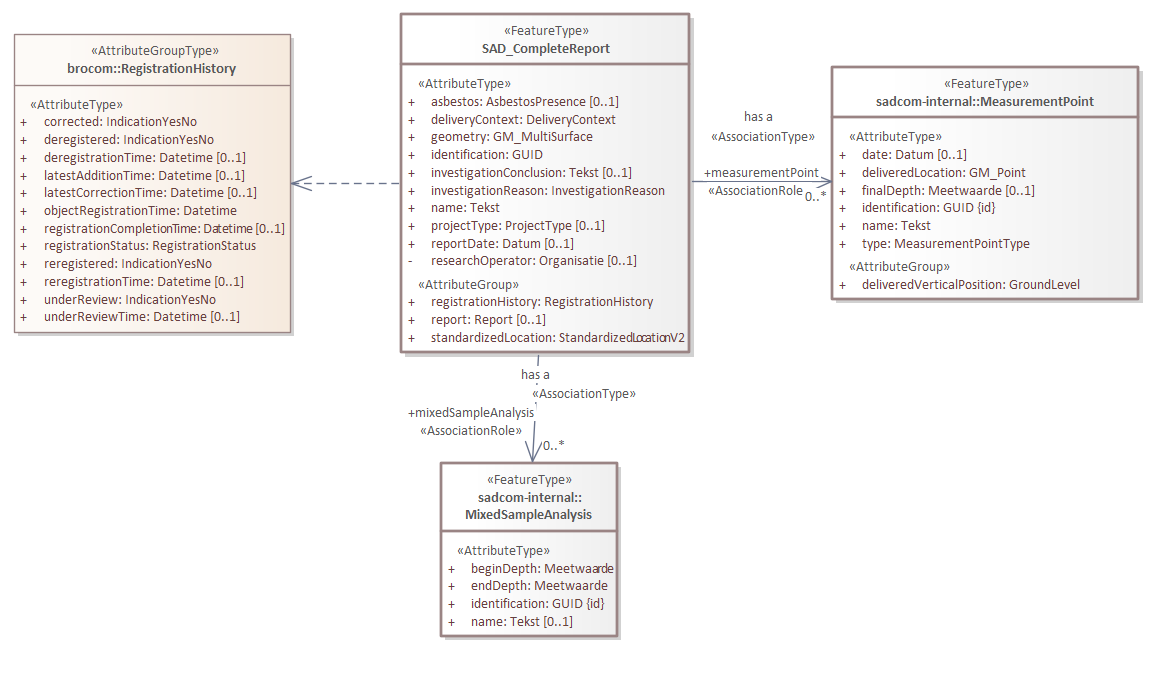 «AttributeGroupType»
brocom::RegistrationHistory
«AttributeType»
+ corrected: IndicationYesNo
+ deregistered: IndicationYesNo
+ deregistrationTime: Datetime [0..1]
+ latestAdditionTime: Datetime [0..1]
+ latestCorrectionTime: Datetime [0..1]
+ objectRegistrationTime: Datetime
+ registrationCompletionTime: Datetime [0..1]
+ registrationStatus: RegistrationStatus
+ reregistered: IndicationYesNo
+ reregistrationTime: Datetime [0..1]
+ underReview: IndicationYesNo
+ underReviewTime: Datetime [0..1]
«FeatureType»
SAD_CompleteReport
«AttributeType»
+ asbestos: AsbestosPresence [0..1]
+ deliveryContext: DeliveryContext
+ geometry: GM_MultiSurface
+ identification: GUID
+ investigationConclusion: Tekst [0..1]
+ investigationReason: InvestigationReason
+ name: Tekst
+ projectType: ProjectType [0..1]
+ reportDate: Datum [0..1]
- researchOperator: Organisatie [0..1]
«AttributeGroup»
+ registrationHistory: RegistrationHistory
+ report: Report [0..1]
+ standardizedLocation: StandardizedLocationV2
has a
«AssociationType»
+measurementPoint
«AssociationRole»
0..*
«FeatureType»
sadcom-internal::MeasurementPoint
«AttributeType»
+ date: Datum [0..1]
+ deliveredLocation: GM_Point
+ finalDepth: Meetwaarde [0..1]
+ identification: GUID {id}
+ name: Tekst
+ type: MeasurementPointType
«AttributeGroup»
+ deliveredVerticalPosition: GroundLevel
has a
«AssociationType»
+mixedSampleAnalysis
«AssociationRole»
0..*
«FeatureType»
sadcom-internal::
MixedSampleAnalysis
«AttributeType»
+ beginDepth: Meetwaarde
+ endDepth: Meetwaarde
+ identification: GUID {id}
+ name: Tekst [0..1]